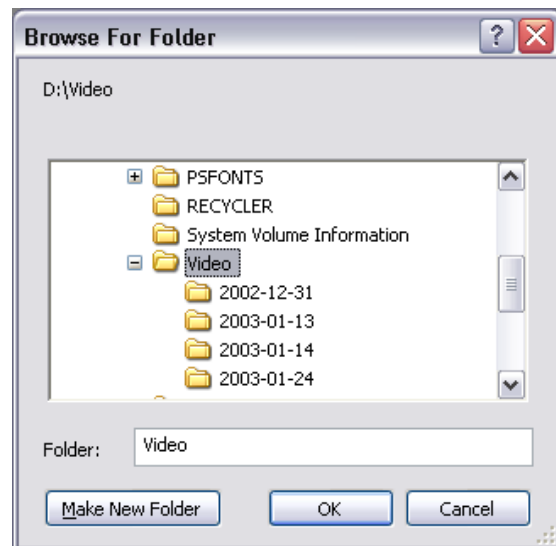 Browse For Folder
D:\Video
PSFONTS
RECYCLER
System Volume Information
Video
2002-12-31
2003-01-13
2003-01-14
2003-01-24
Folder: Video
Make New Folder OK Cancel